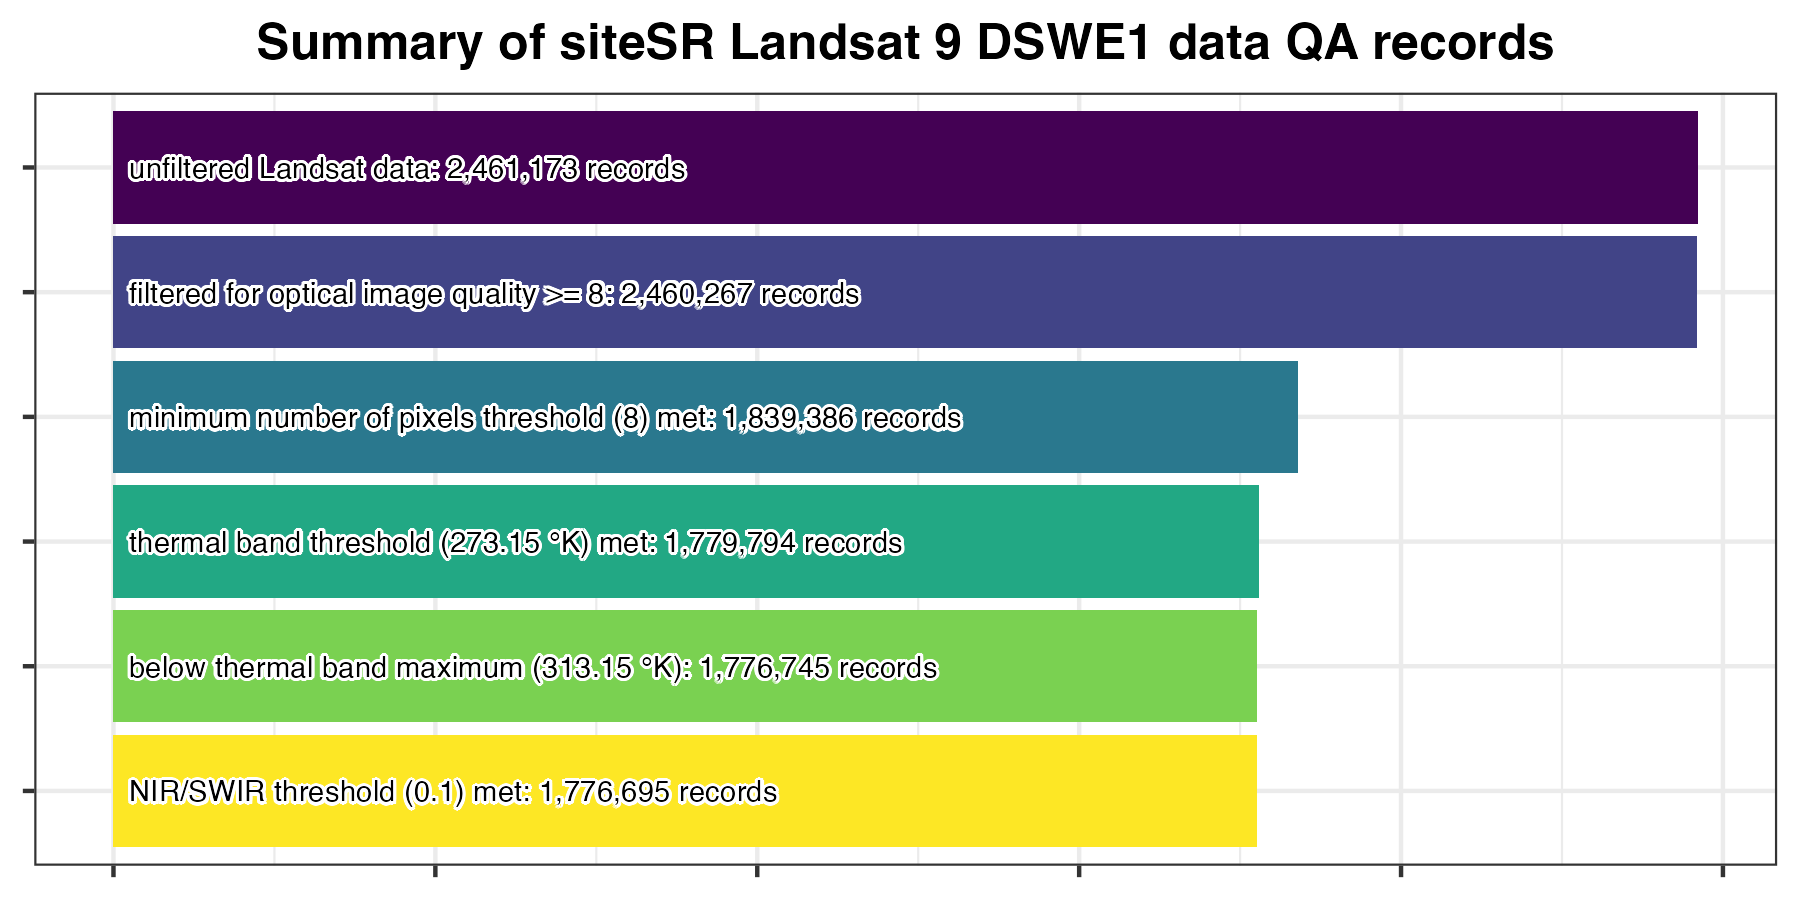 Summary of siteSR Landsat 9 DSWE1 data QA records
unfiltered Landsat data: 2,461,173 records
filtered for optical image quality >= 8: 2,460,267 records
minimum number of pixels threshold (8) met: 1,839,386 records
thermal band threshold (273.15 °K) met: 1,779,794 records
below thermal band maximum (313.15 °K): 1,776,745 records
NIR/SWIR threshold (0.1) met: 1,776,695 records